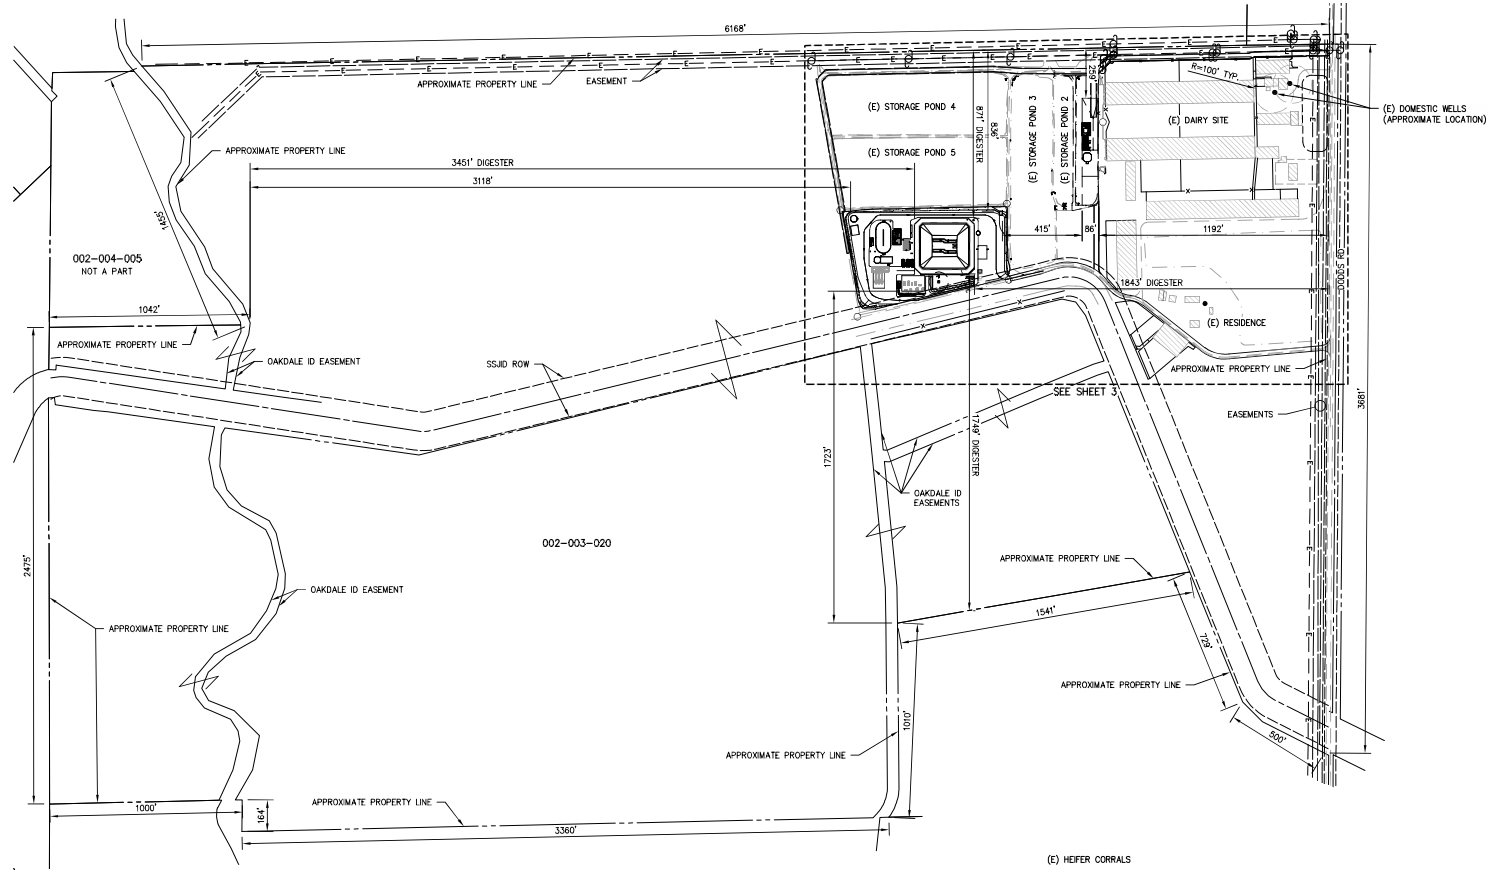 6168'
E E E E E E E E E
E E E E E E E E
APPROXIMATE PROPERTY LINE
EASEMENT
R=100' TYP.
259'
(E) DOMESTIC WELLS
(APPROXIMATE LOCATION)
(E) STORAGE POND 4
(E) STORAGE POND 5
871' DIGESTER
836'
(E) STORAGE POND 3
(E) STORAGE POND 2
(E) DAIRY SITE
APPROXIMATE PROPERTY LINE
3451' DIGESTER
3118'
1455'
002-004-005
NOT A PART
415'
86'
1192'
DODDS RD
1843' DIGESTER
1042'
(E) RESIDENCE
APPROXIMATE PROPERTY LINE
OAKDALE ID EASEMENT
SSJID ROW
APPROXIMATE PROPERTY LINE
SEE SHEET 3
3681'
EASEMENTS
1723'
1749' DIGESTER
OAKDALE ID
EASEMENTS
002-003-020
2475'
APPROXIMATE PROPERTY LINE
OAKDALE ID EASEMENT
1541'
APPROXIMATE PROPERTY LINE
729'
APPROXIMATE PROPERTY LINE
1010'
500'
APPROXIMATE PROPERTY LINE
APPROXIMATE PROPERTY LINE
1000'
164'
3360'
(E) HEIFER CORRALS